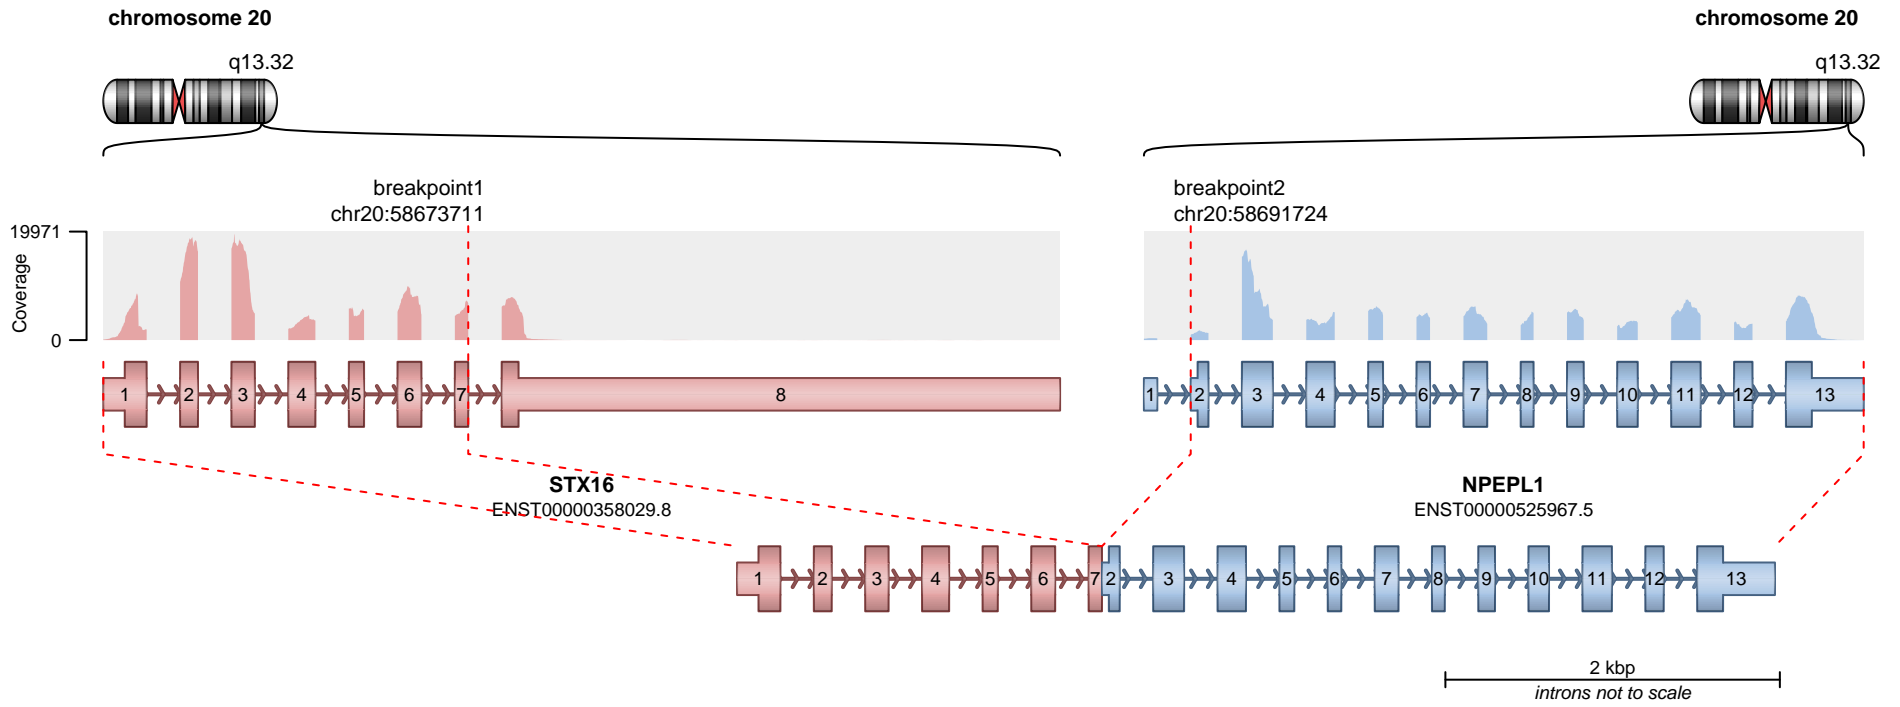 chromosome 20
chromosome 20
q13.32
q13.32
breakpoint1
chr20:58673711
breakpoint2
chr20:58691724
19971
Coverage
0
1 2 3 4 5 6 7 8
1 2 3 4 5 6 7 8 9 10 11 12 13
STX16
ENST00000358029.8
NPEPL1
ENST00000525967.5
1 2 3 4 5 6 7 2 3 4 5 6 7 8 9 10 11 12 13
2 kbp
introns not to scale